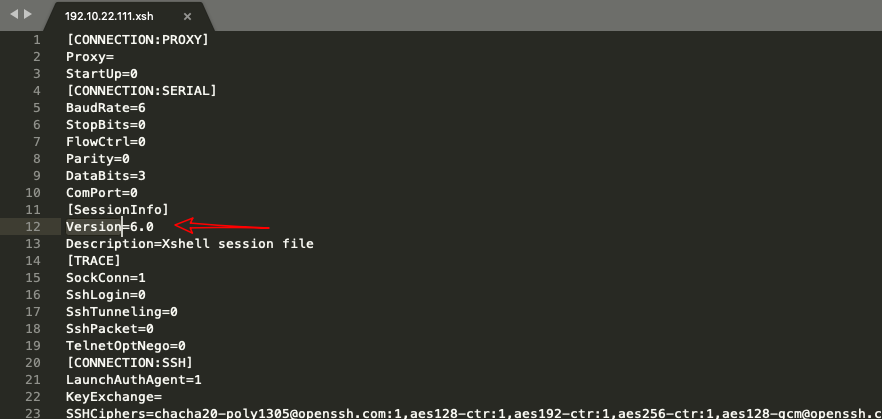 192.10.22.111.xsh ×
1 [CONNECTION:PROXY]
2 Proxy=
3 StartUp=0
4 [CONNECTION:SERIAL]
5 BaudRate=6
6 StopBits=0
7 FlowCtrl=0
8 Parity=0
9 DataBits=3
10 ComPort=0
11 [SessionInfo]
12 Version=6.0
13 Description=Xshell session file
14 [TRACE]
15 SockConn=1
16 SshLogin=0
17 SshTunneling=0
18 SshPacket=0
19 TelnetOptNego=0
20 [CONNECTION:SSH]
21 LaunchAuthAgent=1
22 KeyExchange=
23 SSHCiphers=chacha20-poly1305@openssh.com:1,aes128-ctr:1,aes192-ctr:1,aes256-ctr:1,aes128-gcm@openssh.co